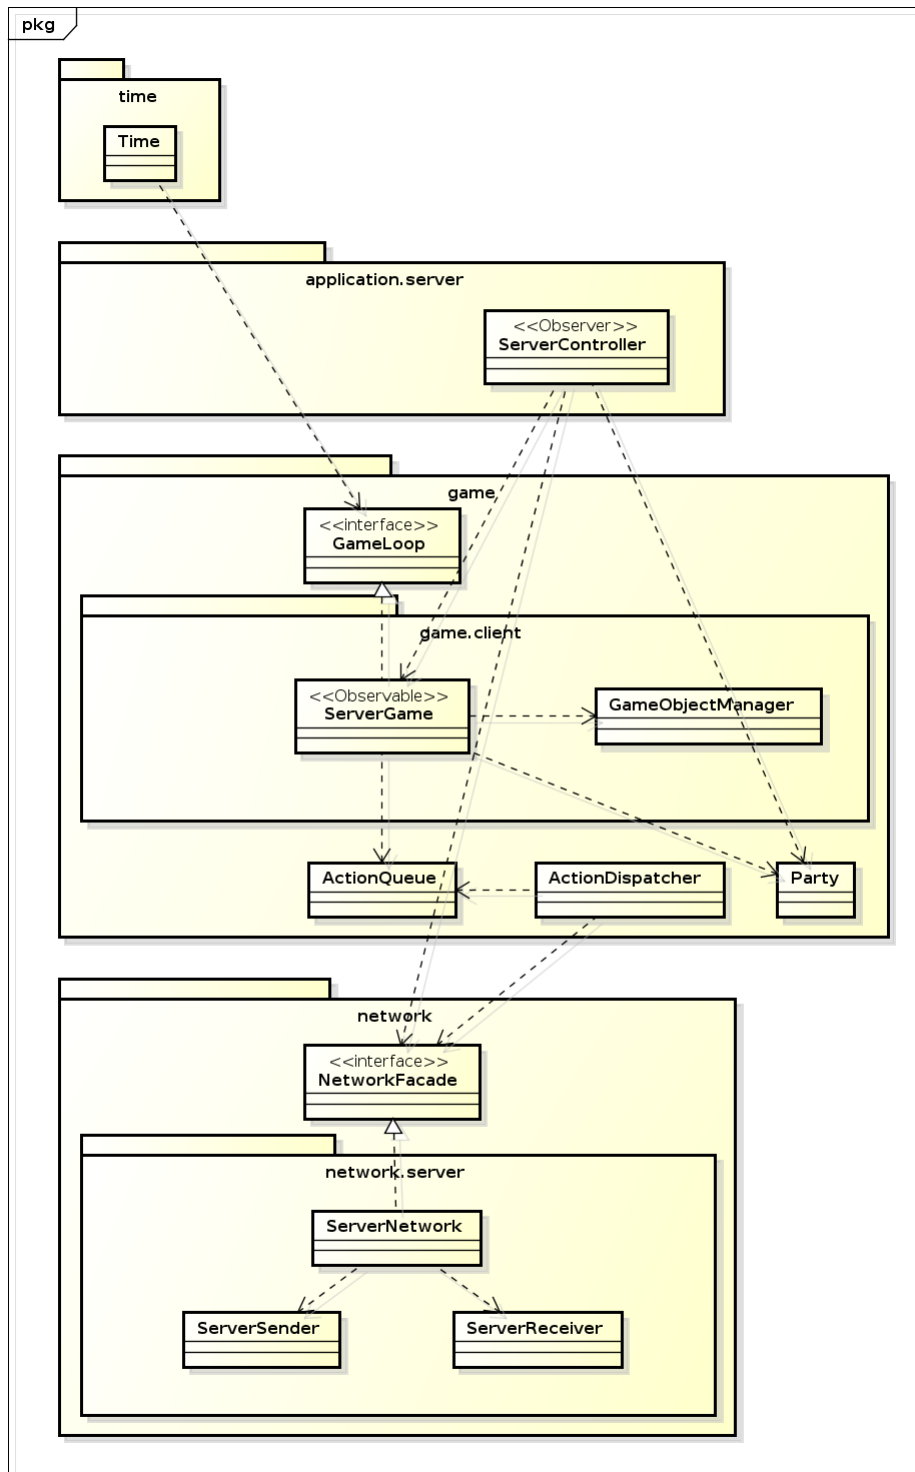 pkg
time
Time
application.server
<<Observer>>
ServerController
game
<<interface>>
GameLoop
game.client
<<Observable>>
ServerGame
GameObjectManager
ActionQueue
ActionDispatcher
Party
network
<<interface>>
NetworkFacade
network.server
ServerNetwork
ServerSender
ServerReceiver